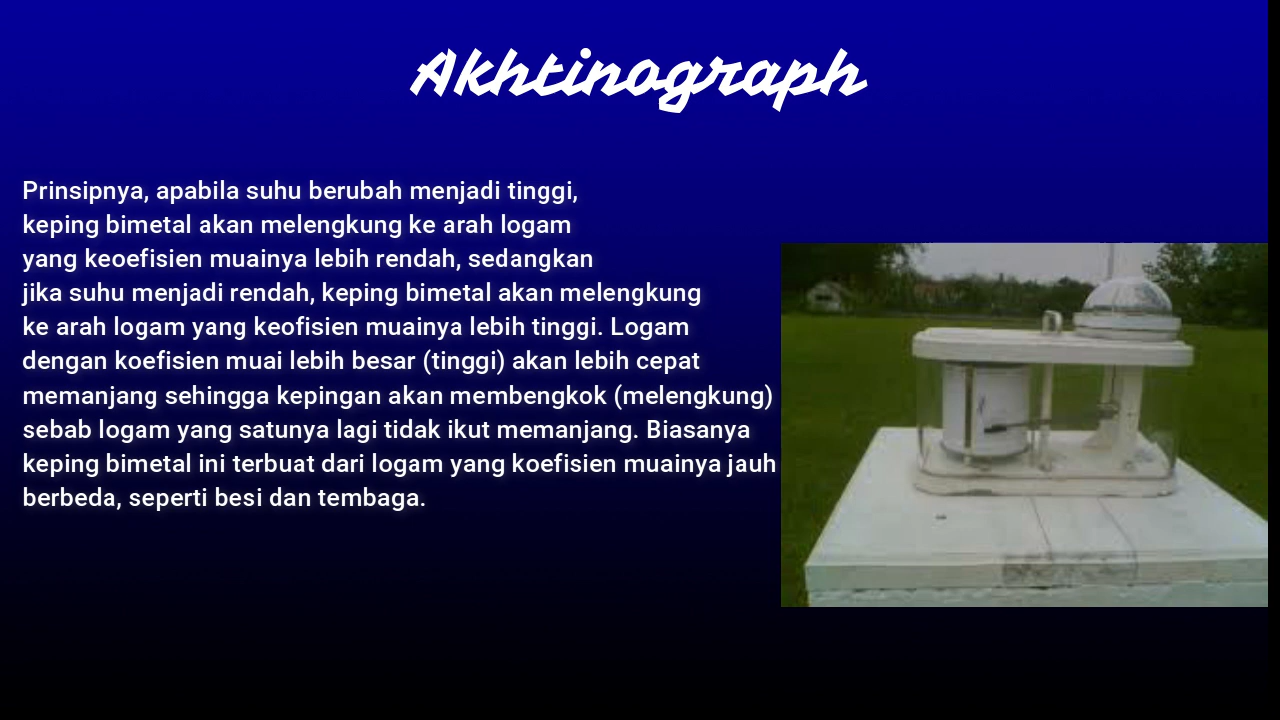 Akhtinograph
Prinsipnya, apabila suhu berubah menjadi tinggi,
keping bimetal akan melengkung ke arah logam
yang keoefisien muainya lebih rendah, sedangkan
jika suhu menjadi rendah, keping bimetal akan melengkung
ke arah logam yang keofisien muainya lebih tinggi. Logam
dengan koefisien muai lebih besar (tinggi) akan lebih cepat
memanjang sehingga kepingan akan membengkok (melengkung)
sebab logam yang satunya lagi tidak ikut memanjang. Biasanya
keping bimetal ini terbuat dari logam yang koefisien muainya jauh
berbeda, seperti besi dan tembaga.